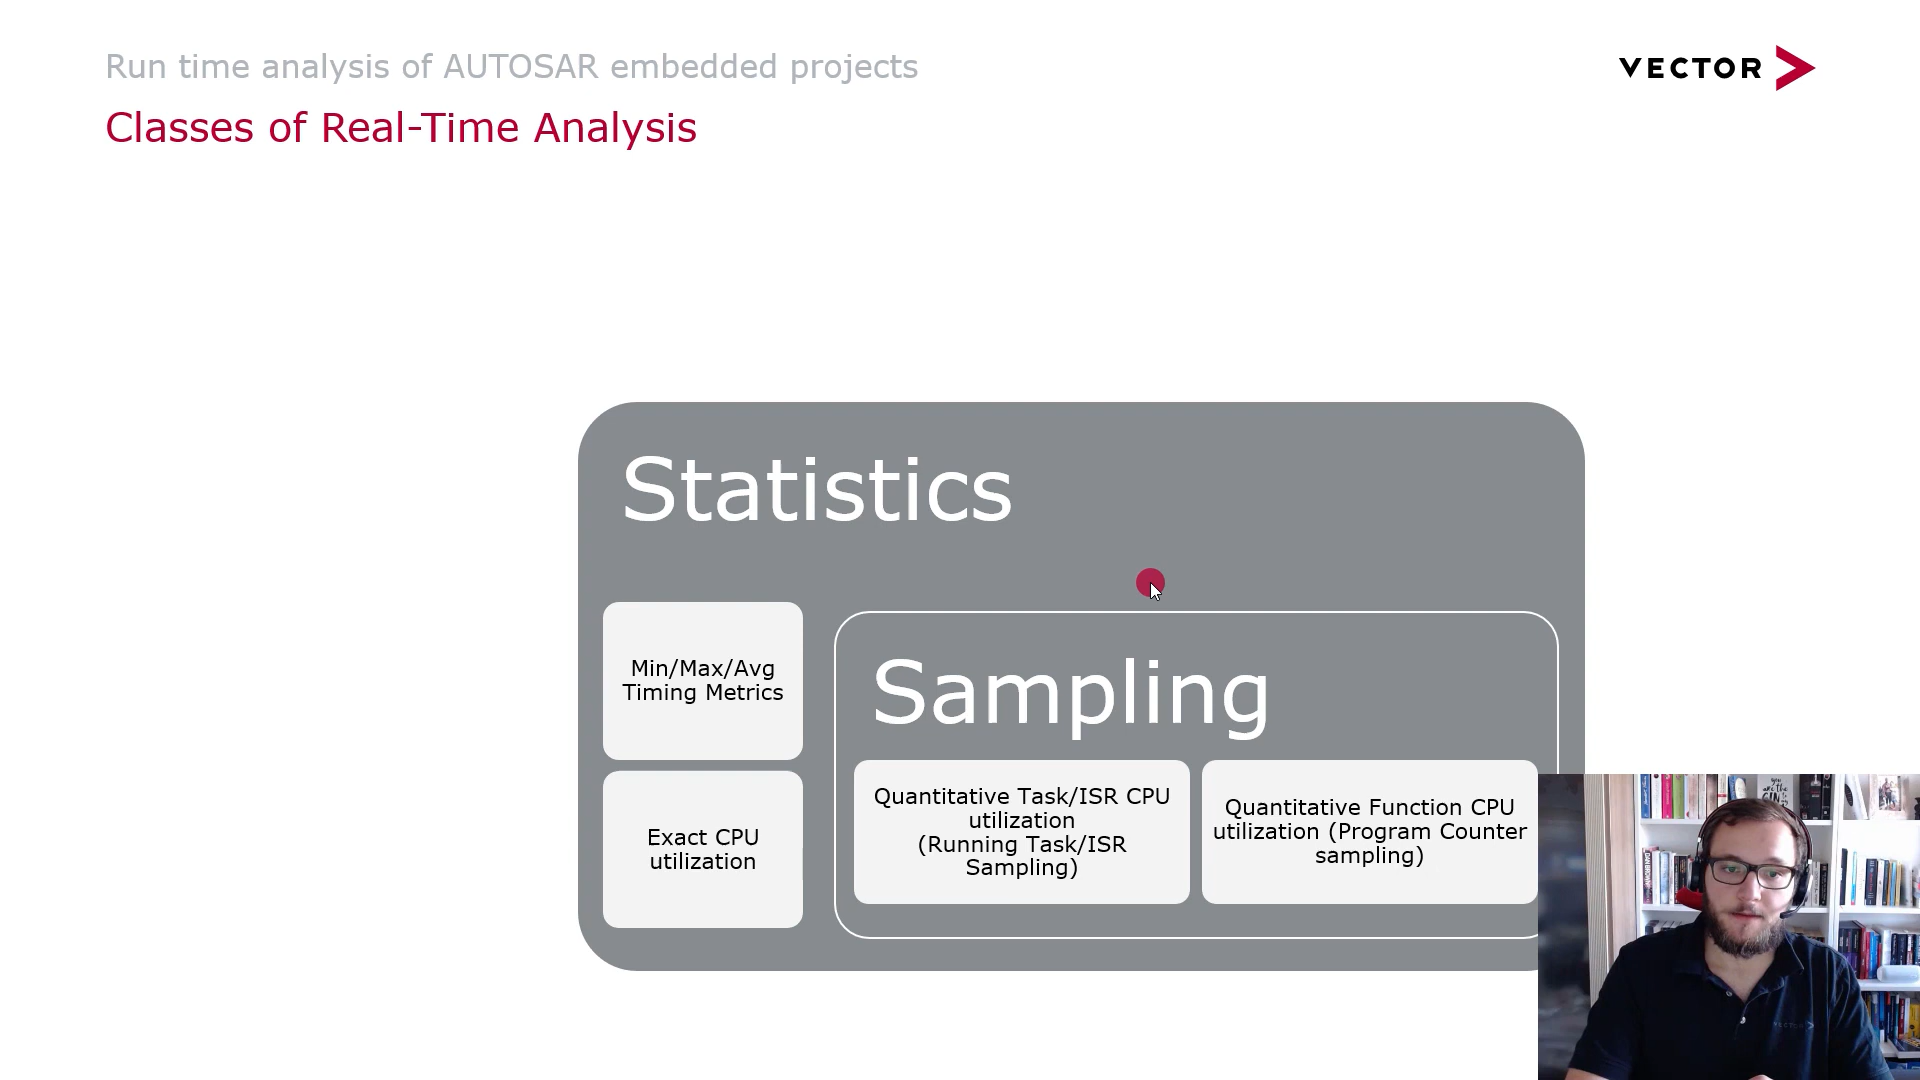 Run time analysis of AUTOSAR embedded projects
VECTOR
Classes of Real-Time Analysis
Statistics
Min/Max/Avg
Timing Metrics
Exact CPU
utilization
Sampling
Quantitative Task/ISR CPU
utilization
(Running Task/ISR
Sampling)
Quantitative Function CPU
utilization (Program Counter
sampling)
VECTOR